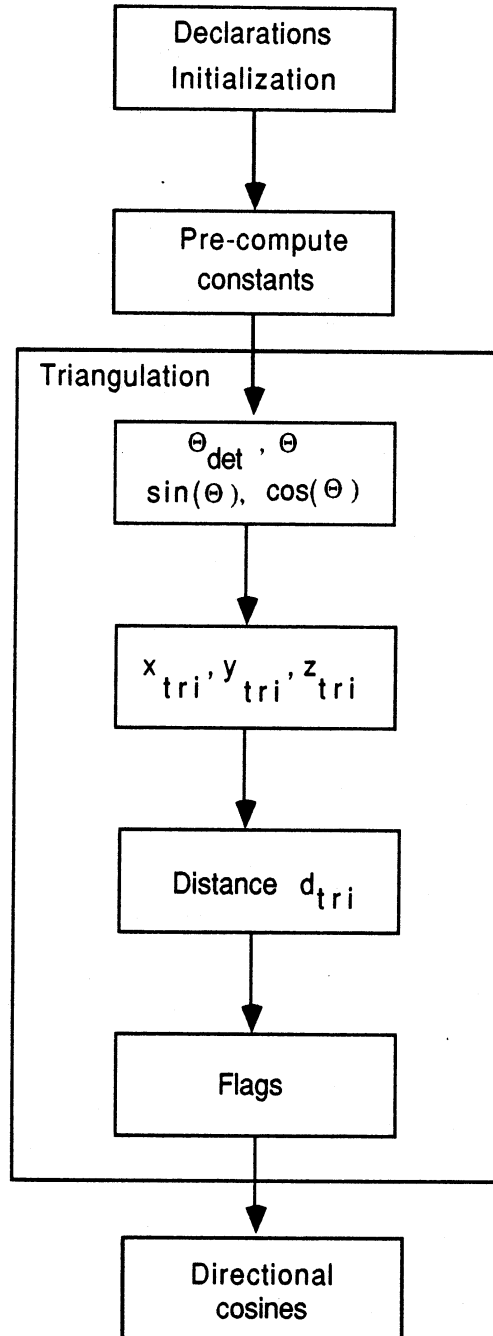 Declarations
Initialization
Pre-compute
constants
Triangulation
Θdet , Θ
sin(Θ), cos(Θ)
xtri, ytri, ztri
Distance dtri
Flags
Directional
cosines